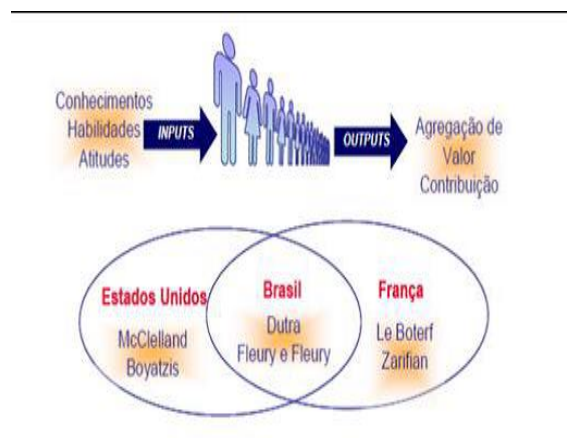 Conhecimentos
Habilidades
Atitudes
INPUTS
OUTPUTS
Agregação de
Valor
Contribuição
Estados Unidos
McClelland
Boyatzis
Brasil
Dutra
Fleury e Fleury
França
Le Boterf
Zarifian